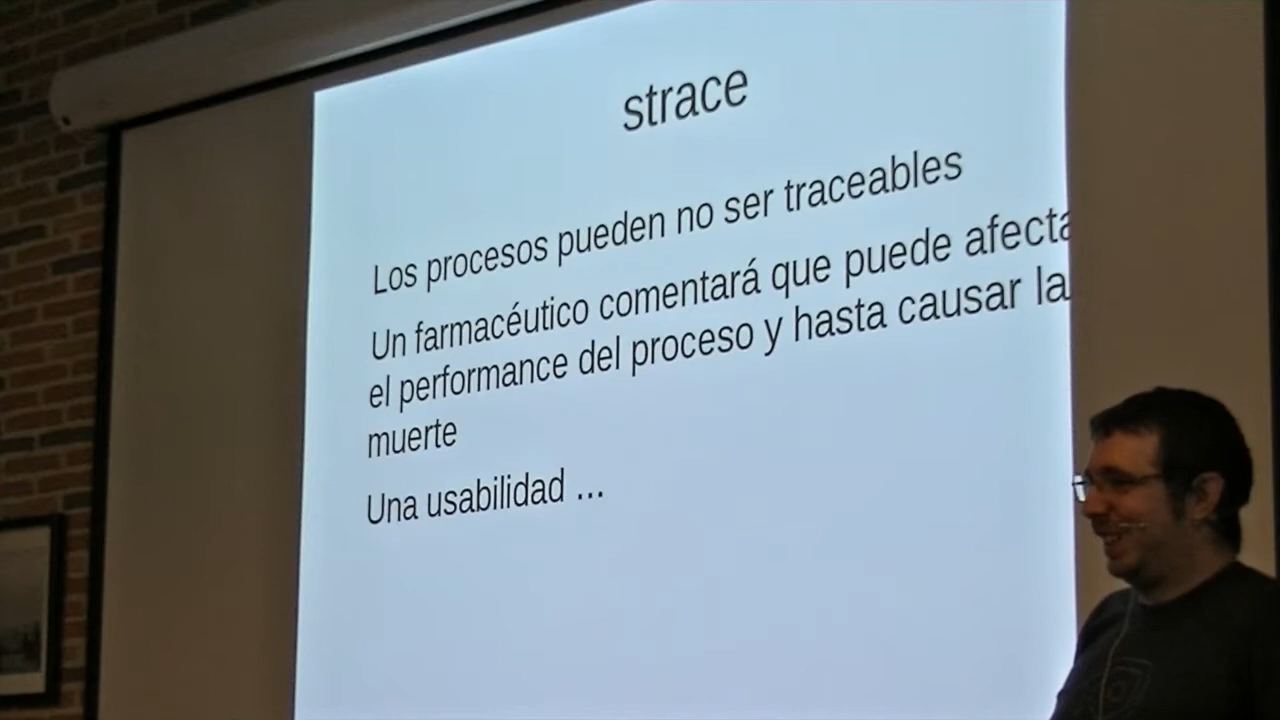 strace
Los procesos pueden no ser traceables
Un farmacéutico comentará que puede afecta
el performance del proceso y hasta causar la
muerte
Una usabilidad ...